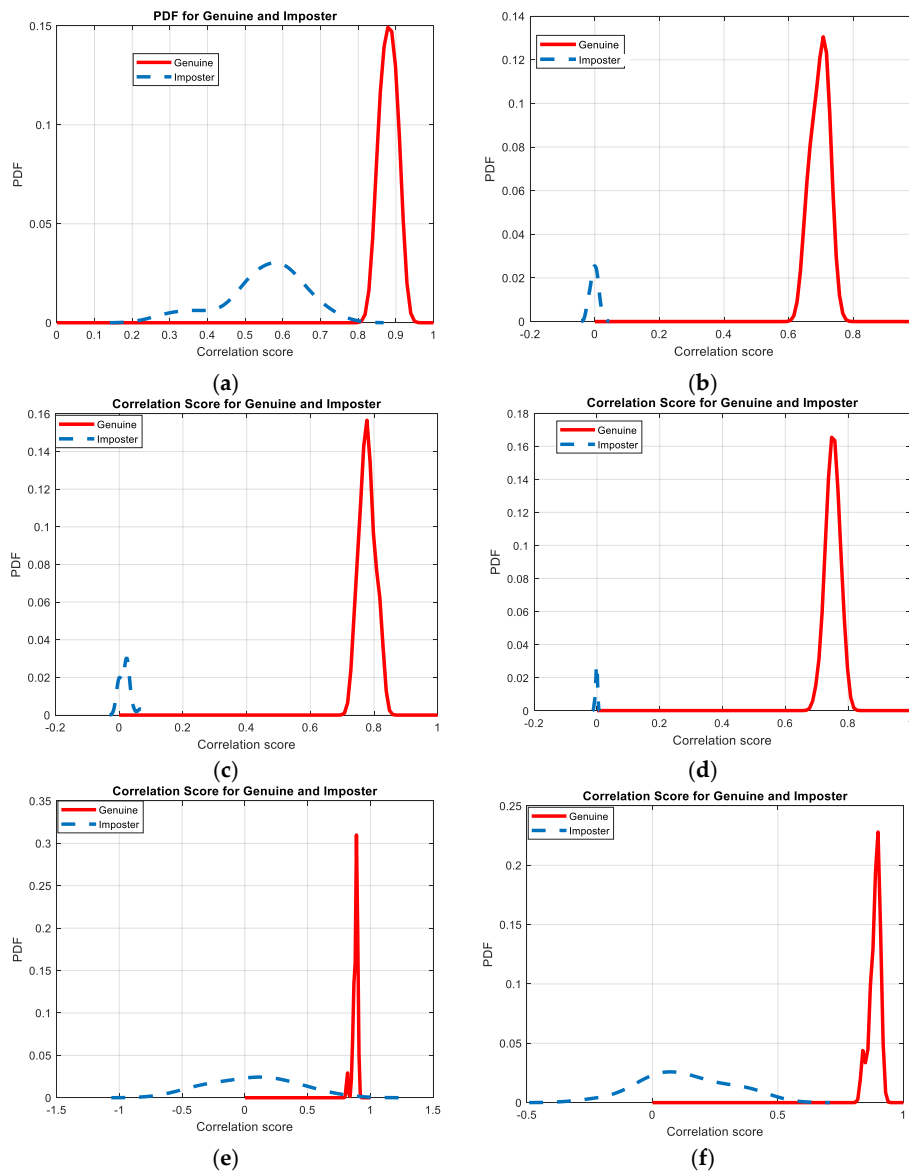 PDF for Genuine and Imposter
0.15
0.1
0.05
0
PDF
Genuine
Imposter
0 0.1 0.2 0.3 0.4 0.5 0.6 0.7 0.8 0.9 1
Correlation score
(a)
0.14
0.12
0.1
0.08
0.06
0.04
0.02
0
PDF
Genuine
Imposter
-0.2 0 0.2 0.4 0.6 0.8
Correlation score
(b)
Correlation Score for Genuine and Imposter
0.16
0.14
0.12
0.1
0.08
0.06
0.04
0.02
0
PDF
Genuine
Imposter
-0.2 0 0.2 0.4 0.6 0.8 1
Correlation score
(c)
Correlation Score for Genuine and Imposter
0.18
0.16
0.14
0.12
0.1
0.08
0.06
0.04
0.02
0
PDF
Genuine
Imposter
-0.2 0 0.2 0.4 0.6 0.8 1
Correlation score
(d)
Correlation Score for Genuine and Imposter
0.35
0.3
0.25
0.2
0.15
0.1
0.05
0
PDF
Genuine
Imposter
-1.5 -1 -0.5 0 0.5 1 1.5
Correlation score
(e)
Correlation Score for Genuine and Imposter
0.25
0.2
0.15
0.1
0.05
0
PDF
Genuine
Imposter
-0.5 0 0.5 1
Correlation score
(f)